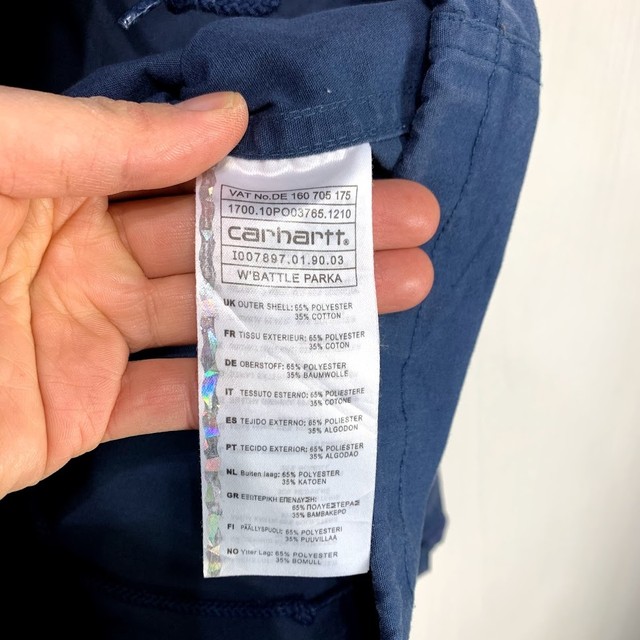 VAT No.DE 160 705 175
1700.10PO03765.1210
carhartt®
I007897.01.90.03
W'BATTLE PARKA
UK OUTER SHELL: 65% POLYESTER
35% COTTON
FR TISSU EXTERIEUR: 65% POLYESTER
35% COTON
DE OBERSTOFF: 65% POLYESTER
35% BAUMWOLLE
IT TESSUTO ESTERNO: 65% POLIESTERE
35% COTONE
ES TEJIDO EXTERNO: 65% POLIESTER
35% ALGODON
PT TECIDO EXTERIOR: 65% POLIESTER
35% ALGODAO
NL Buiten laag: 65% POLYESTER
35% KATOEN
GR ΕΞΩΤΕΡΙΚΗ ΕΠΕΝΔΥΣΗ:
65% ΠΟΛΥΕΣΤΕΡΑΣ
35% ΒΑΜΒΑΚΕΡΟ
FI PÄÄLLYSPUOLI: 65% POLYESTERI
35% PUUVILLAA
NO Ytter Lag: 65% POLYESTER
35% BOMULL